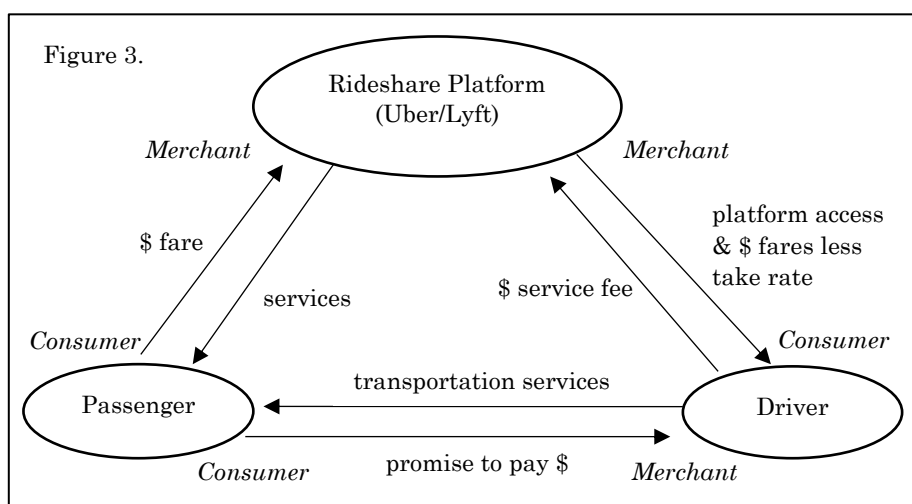 Figure 3.
Rideshare Platform
(Uber/Lyft)
Merchant
Merchant
platform access
& $ fares less
take rate
$ fare
services
$ service fee
Consumer
Consumer
Passenger
transportation services
Driver
Consumer
promise to pay $
Merchant